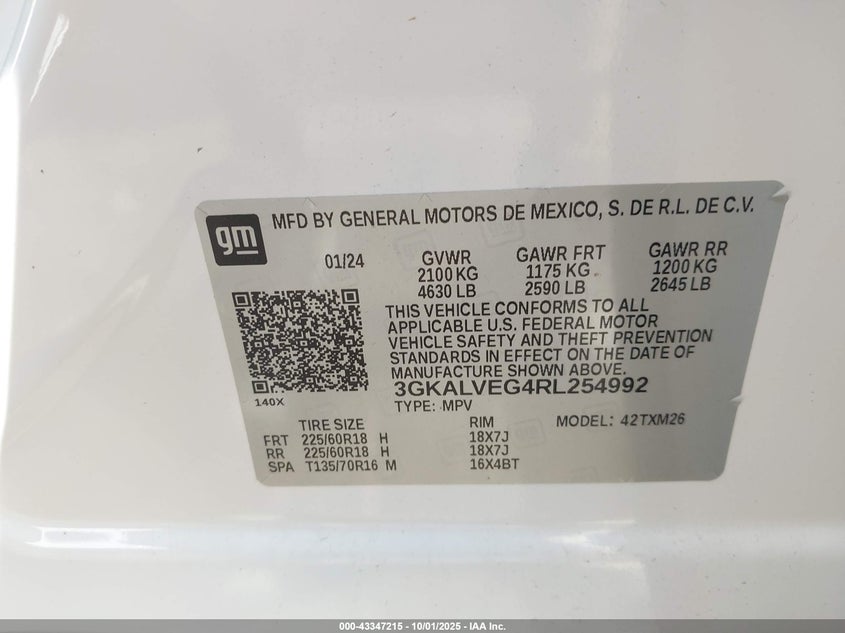 gm
MFD BY GENERAL MOTORS DE MEXICO, S. DE R.L. DE C.V.
01/24 GVWR GAWR FRT GAWR RR
2100 KG 1175 KG 1200 KG
4630 LB 2590 LB 2645 LB
THIS VEHICLE CONFORMS TO ALL
APPLICABLE U.S. FEDERAL MOTOR
VEHICLE SAFETY AND THEFT PREVENTION
STANDARDS IN EFFECT ON THE DATE OF
MANUFACTURE SHOWN ABOVE.
3GKALVEG4RL254992
140X
TYPE: MPV
TIRE SIZE RIM MODEL: 42TXM26
FRT 225/60R18 H 18X7J
RR 225/60R18 H 18X7J
SPA T135/70R16 M 16X4BT
000-43347215 - 10/01/2025 - IAA Inc.